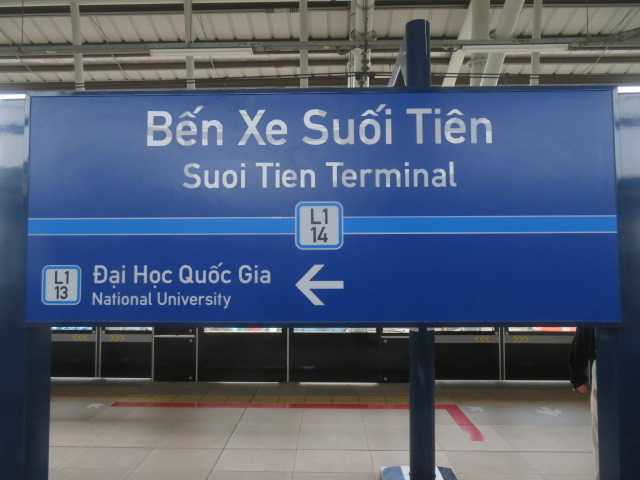 Bến Xe Suối Tiên
Suoi Tien Terminal
L1
14
L1
13
Đại Học Quốc Gia
National University